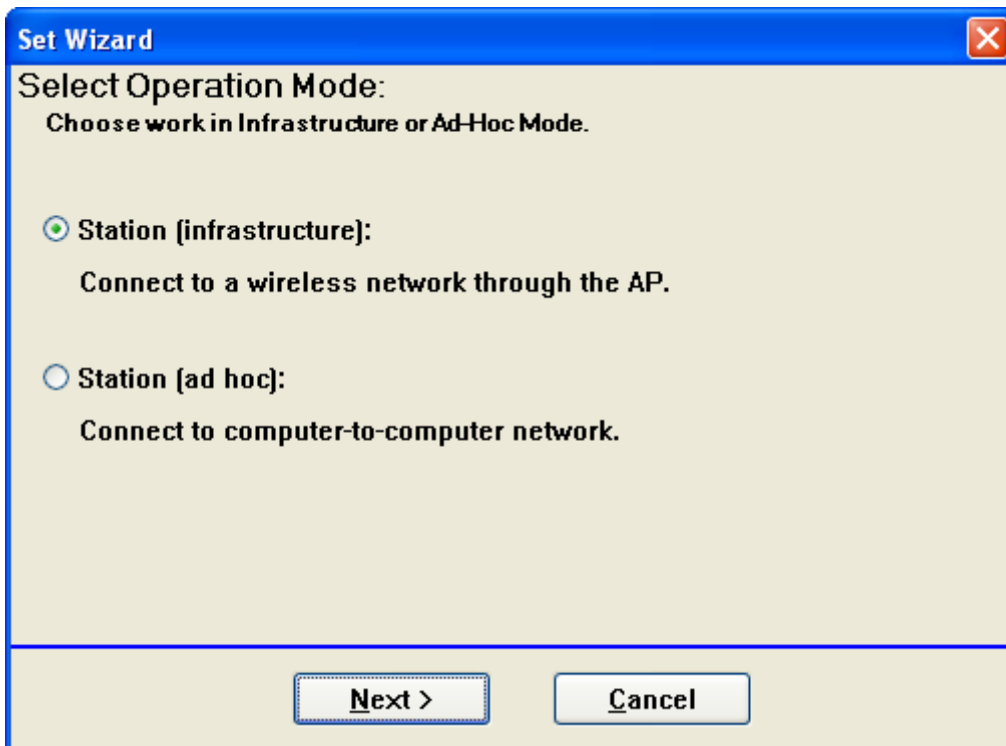 Set Wizard
Select Operation Mode:
Choose work in Infrastructure or Ad-Hoc Mode.
Station (infrastructure):
Connect to a wireless network through the AP.
Station (ad hoc):
Connect to computer-to-computer network.
Next > Cancel